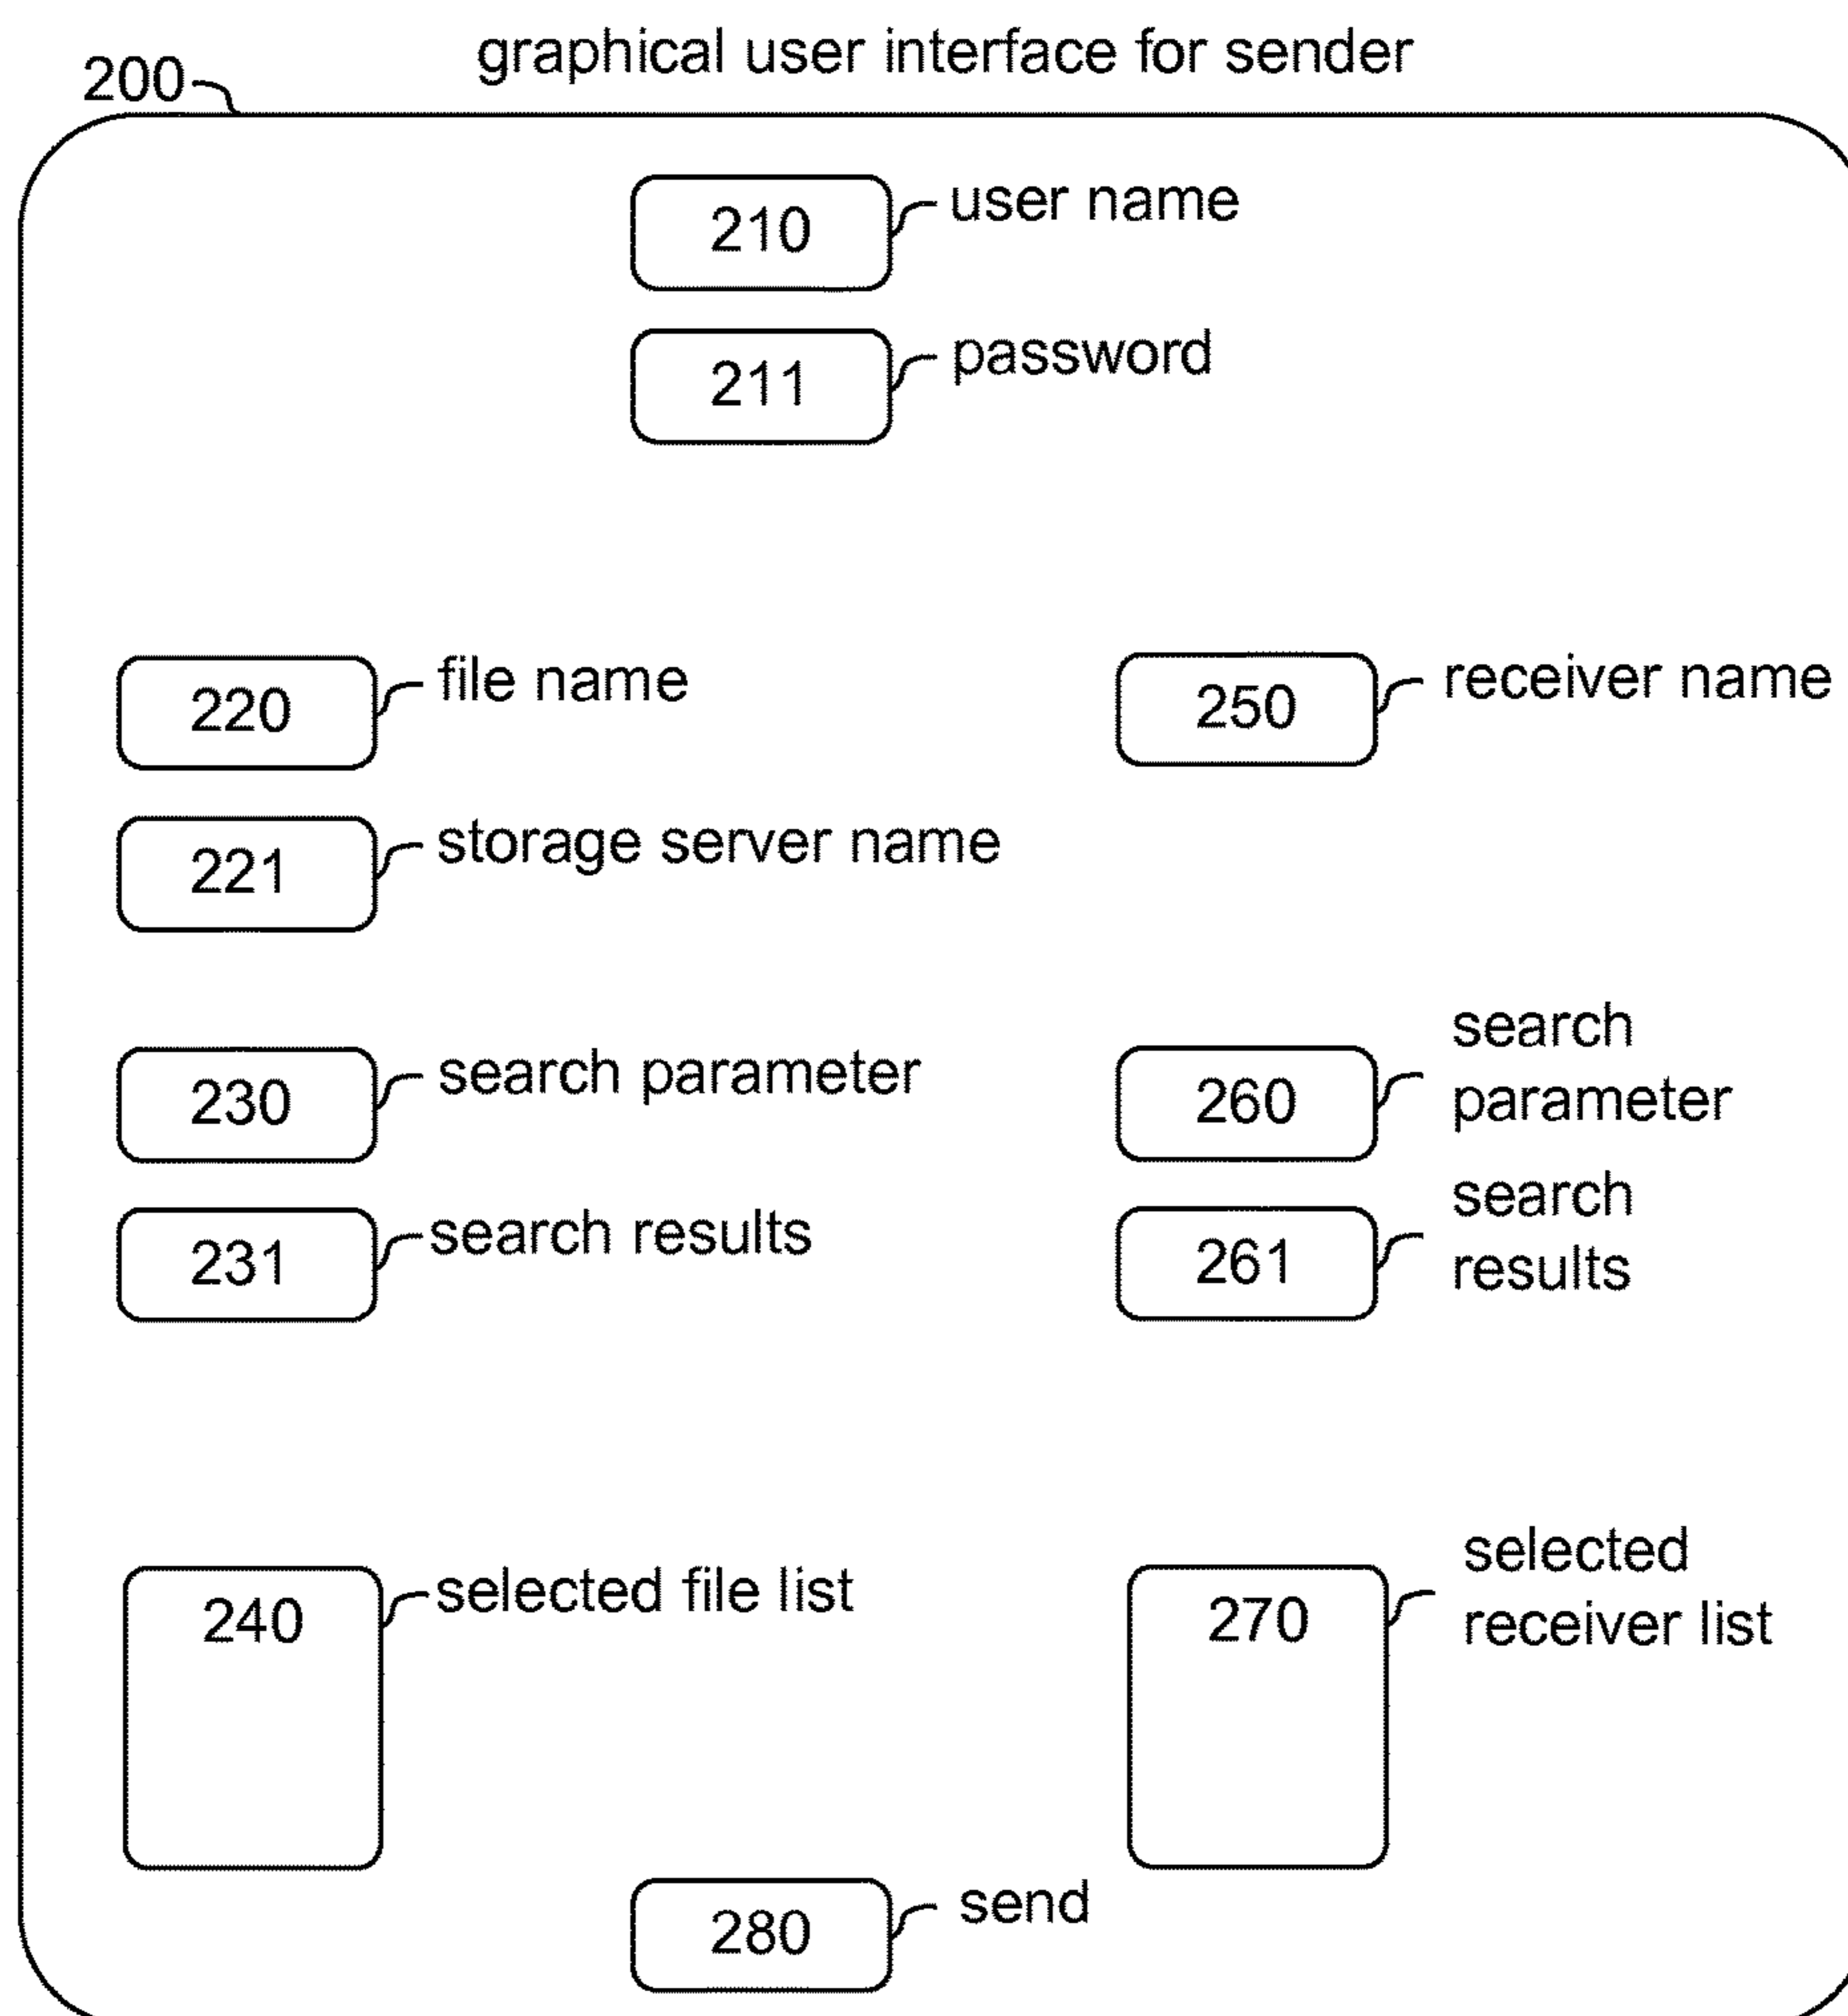 graphical user interface for sender
200
210 user name
211 password
220 file name
250 receiver name
221 storage server name
230 search parameter
260 search
parameter
231 search results
261 search
results
240 selected file list
270 selected
receiver list
280 send